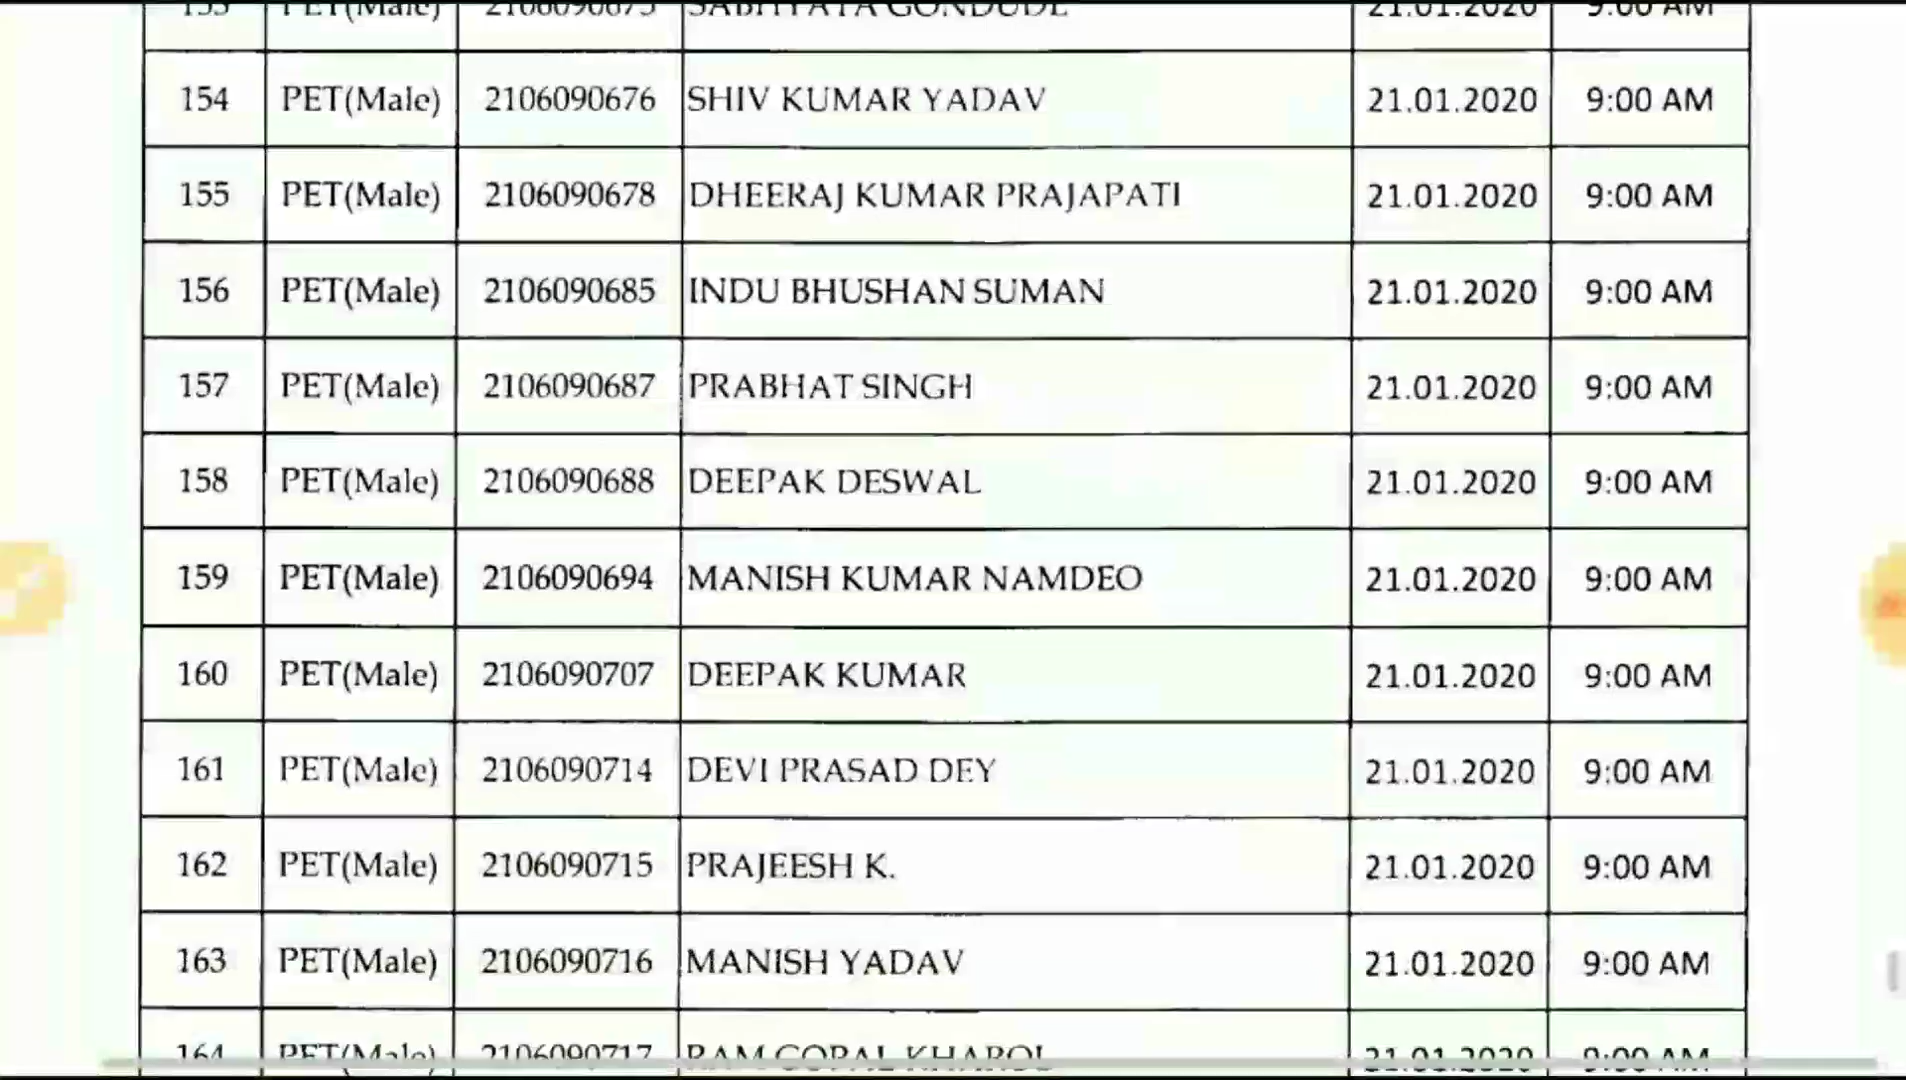 153 PET(Male) 2106090675 SABHYATA GONDUDE 21.01.2020 9:00 AM
154 PET(Male) 2106090676 SHIV KUMAR YADAV 21.01.2020 9:00 AM
155 PET(Male) 2106090678 DHEERAJ KUMAR PRAJAPATI 21.01.2020 9:00 AM
156 PET(Male) 2106090685 INDU BHUSHAN SUMAN 21.01.2020 9:00 AM
157 PET(Male) 2106090687 PRABHAT SINGH 21.01.2020 9:00 AM
158 PET(Male) 2106090688 DEEPAK DESWAL 21.01.2020 9:00 AM
159 PET(Male) 2106090694 MANISH KUMAR NAMDEO 21.01.2020 9:00 AM
160 PET(Male) 2106090707 DEEPAK KUMAR 21.01.2020 9:00 AM
161 PET(Male) 2106090714 DEVI PRASAD DEY 21.01.2020 9:00 AM
162 PET(Male) 2106090715 PRAJEESH K. 21.01.2020 9:00 AM
163 PET(Male) 2106090716 MANISH YADAV 21.01.2020 9:00 AM
164 PET(Male) 2106090717 RAM GOPAL KHAROL 21.01.2020 9:00 AM